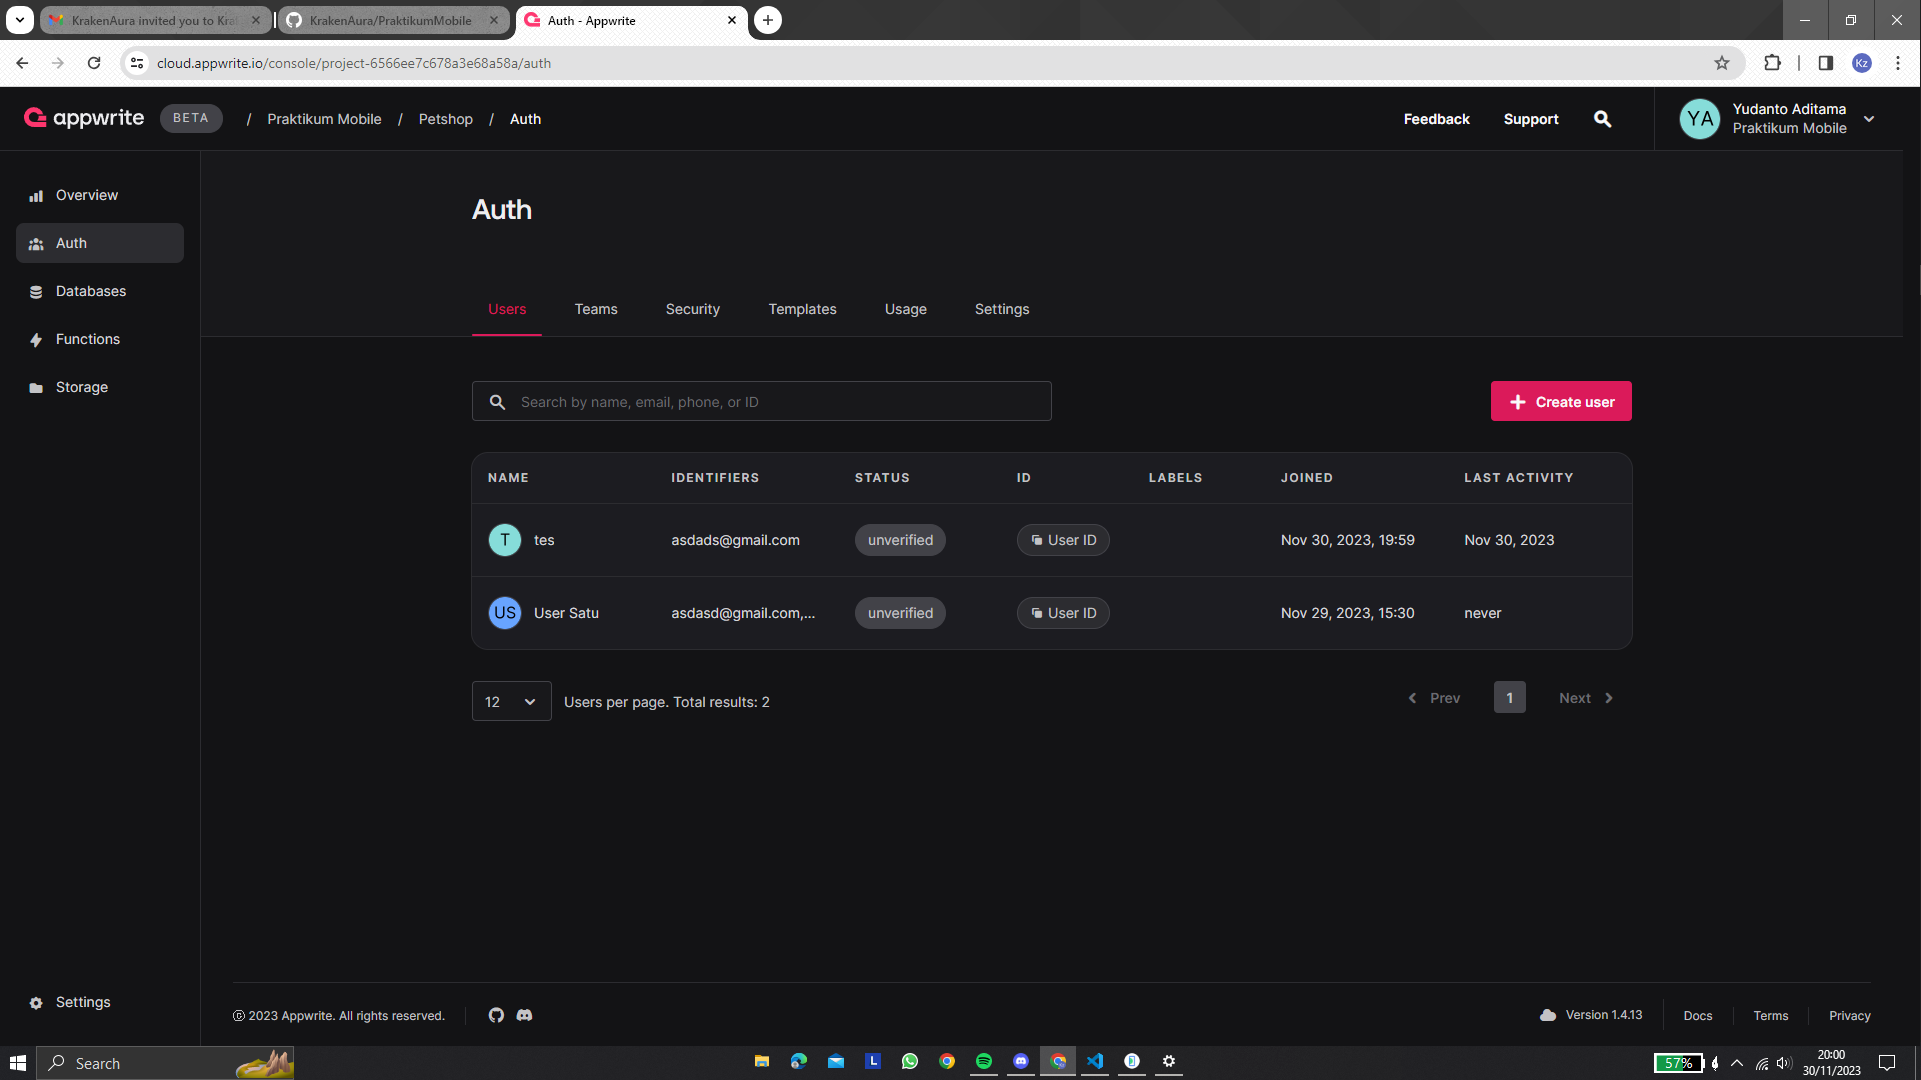 KrakenAura invited you to Kra
KrakenAura/PraktikumMobile
Auth - Appwrite
cloud.appwrite.io/console/project-6566ee7c678a3e68a58a/auth
Kz
appwrite
BETA
/ Praktikum Mobile / Petshop / Auth
Feedback
Support
YA
Yudanto Aditama
Praktikum Mobile
Overview
Auth
Databases
Functions
Storage
Settings
Auth
Users
Teams
Security
Templates
Usage
Settings
Search by name, email, phone, or ID
Create user
NAME IDENTIFIERS STATUS ID LABELS JOINED LAST ACTIVITY
T tes asdads@gmail.com unverified User ID Nov 30, 2023, 19:59 Nov 30, 2023
US User Satu asdasd@gmail.com,... unverified User ID Nov 29, 2023, 15:30 never
12 Users per page. Total results: 2
Prev 1 Next
© 2023 Appwrite. All rights reserved.
Version 1.4.13
Docs
Terms
Privacy
Search
L
57%
20:00
30/11/2023